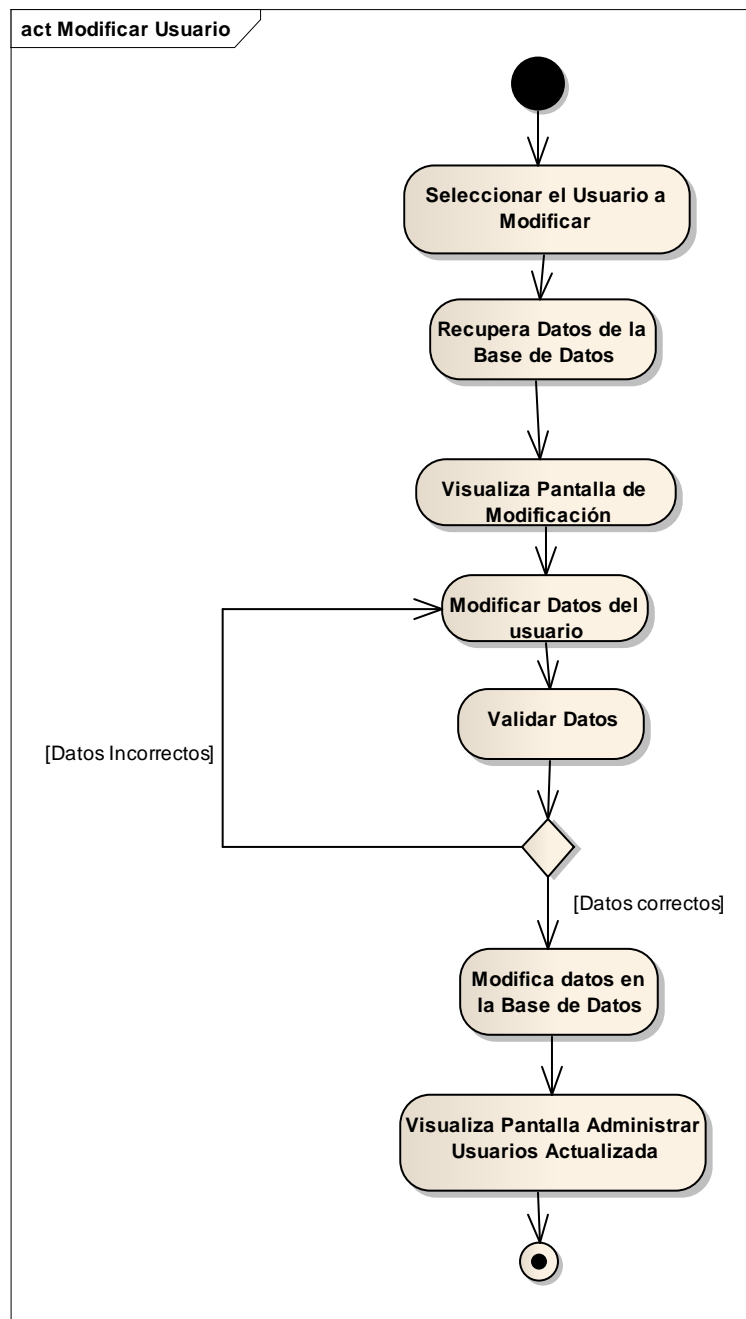 act Modificar Usuario
Seleccionar el Usuario a
Modificar
Recupera Datos de la
Base de Datos
Visualiza Pantalla de
Modificación
Modificar Datos del
usuario
Validar Datos
[Datos Incorrectos]
[Datos correctos]
Modifica datos en
la Base de Datos
Visualiza Pantalla Administrar
Usuarios Actualizada